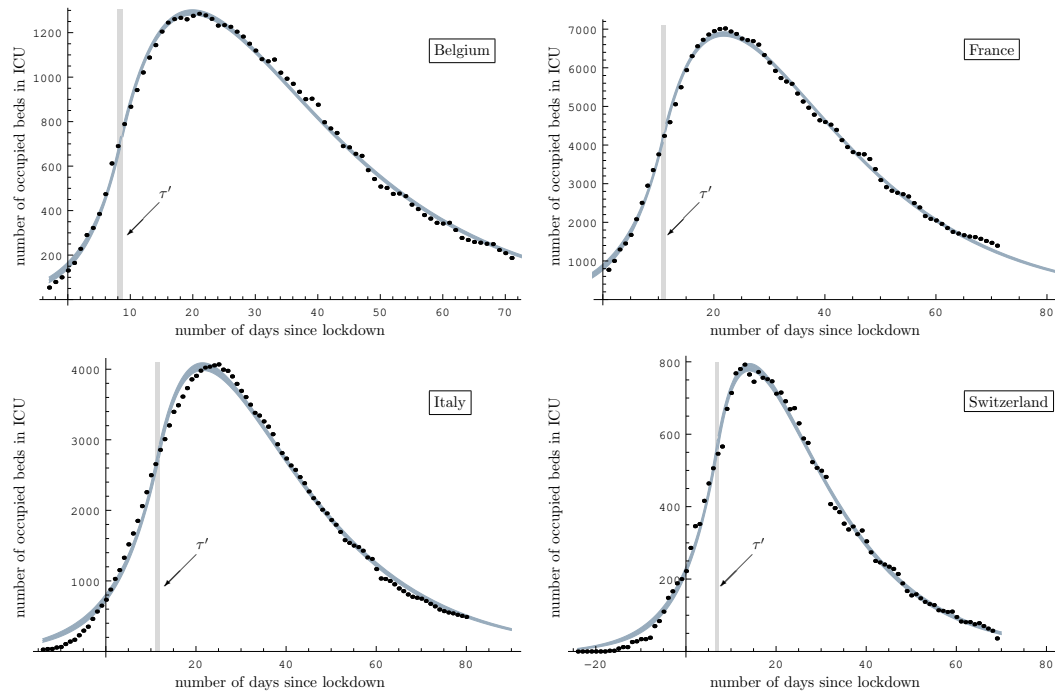 number of occupied beds in ICU
1200
1000
800
600
400
200
Belgium
τ′
10 20 30 40 50 60 70
number of days since lockdown
number of occupied beds in ICU
7000
6000
5000
4000
3000
2000
1000
France
τ′
20 40 60 80
number of days since lockdown
number of occupied beds in ICU
4000
3000
2000
1000
Italy
τ′
20 40 60 80
number of days since lockdown
number of occupied beds in ICU
800
600
400
200
Switzerland
τ′
−20 20 40 60 80
number of days since lockdown